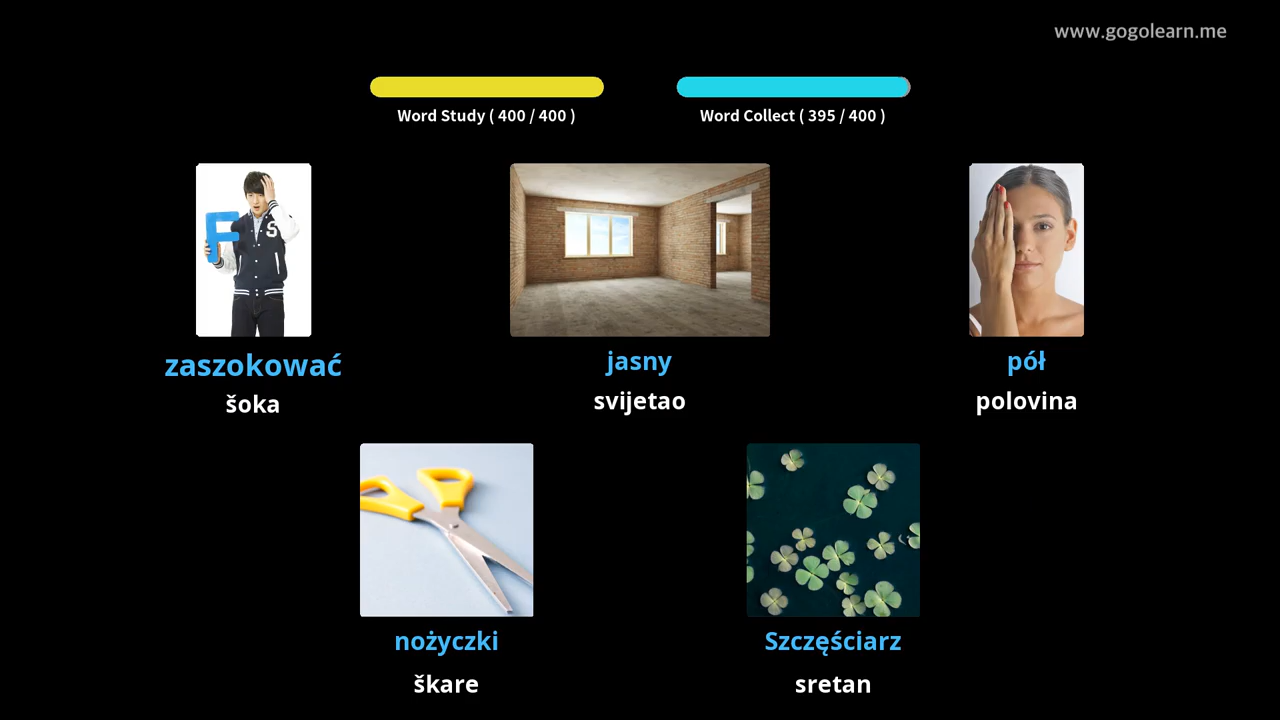 www.gogolearn.me
Word Study ( 400 / 400 )
Word Collect ( 395 / 400 )
F
S
zaszokować
šoka
jasny
svijetao
pół
polovina
nożyczki
škare
Szczęściarz
sretan